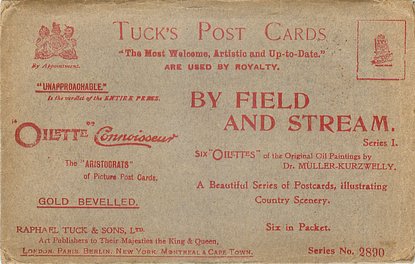 TUCK'S POST CARDS
"The Most Welcome, Artistic and Up-to-Date."
ARE USED BY ROYALTY.
By Appointment.
"UNAPPROACHABLE."
Is the verdict of the ENTIRE PRESS.
"OILETTE" Connoisseur
The "ARISTOCRATS"
of Picture Post Cards.
GOLD BEVELLED.
BY FIELD
AND STREAM.
Series I.
SIX "OILETTES" of the Original Oil Paintings by
Dr. MÜLLER-KURZWELLY.
A Beautiful Series of Postcards, illustrating
Country Scenery.
Six in Packet.
RAPHAEL TUCK & SONS, LTD.
Art Publishers to Their Majesties the King & Queen,
LONDON, PARIS, BERLIN, NEW YORK, MONTREAL & CAPE-TOWN.
Series No. 2890